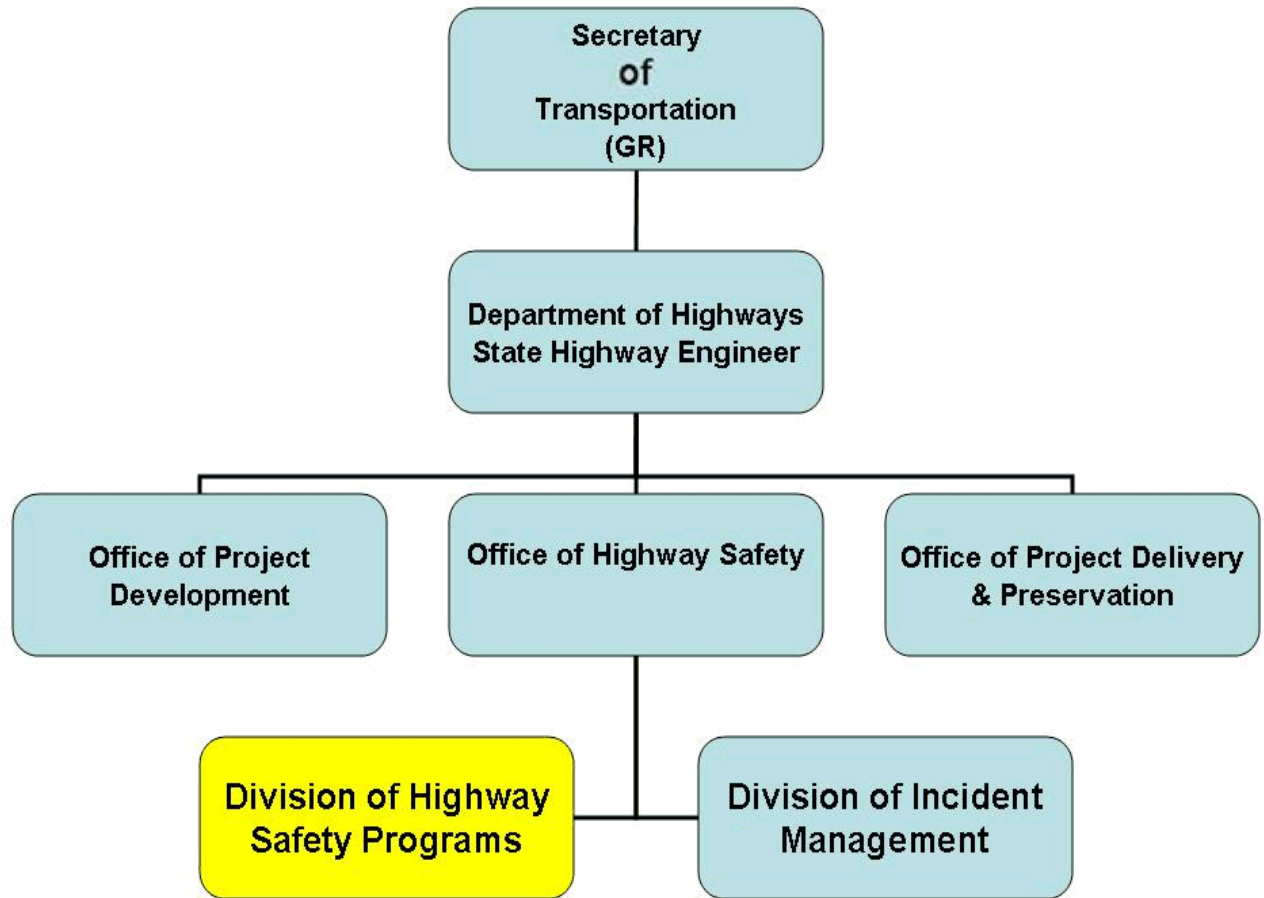 Secretary
of
Transportation
(GR)
Department of Highways
State Highway Engineer
Office of Project
Development
Office of Highway Safety
Office of Project Delivery
& Preservation
Division of Highway
Safety Programs
Division of Incident
Management